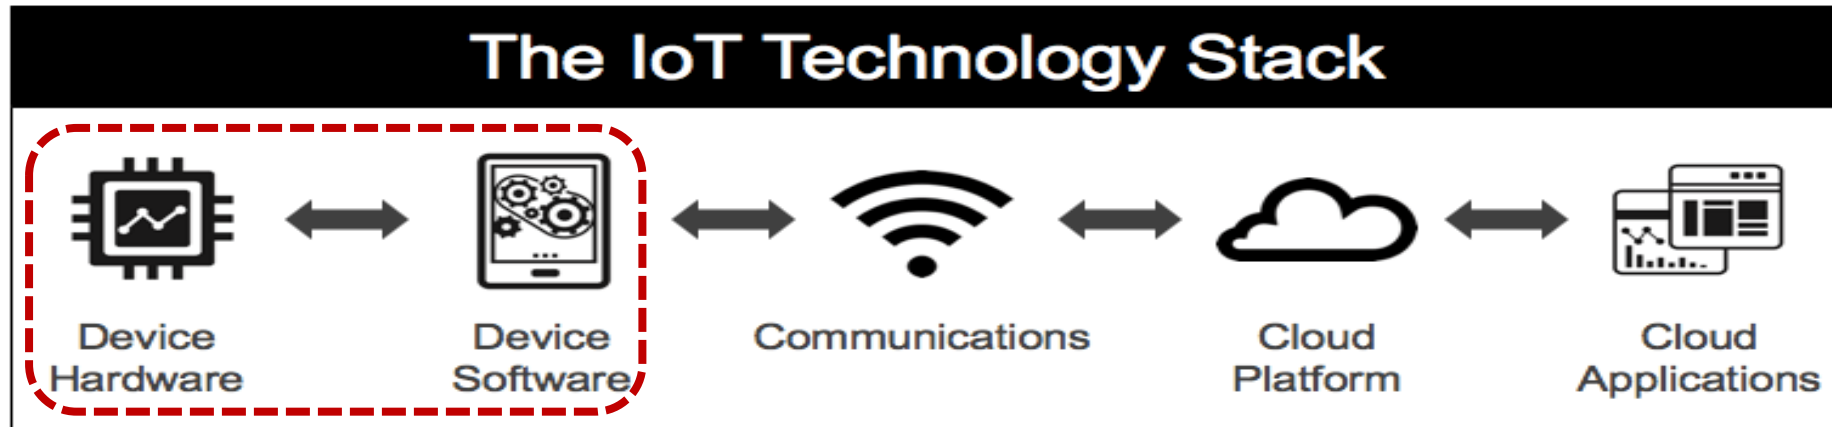 The IoT Technology Stack
Device
Hardware
Device
Software
Communications
Cloud
Platform
Cloud
Applications